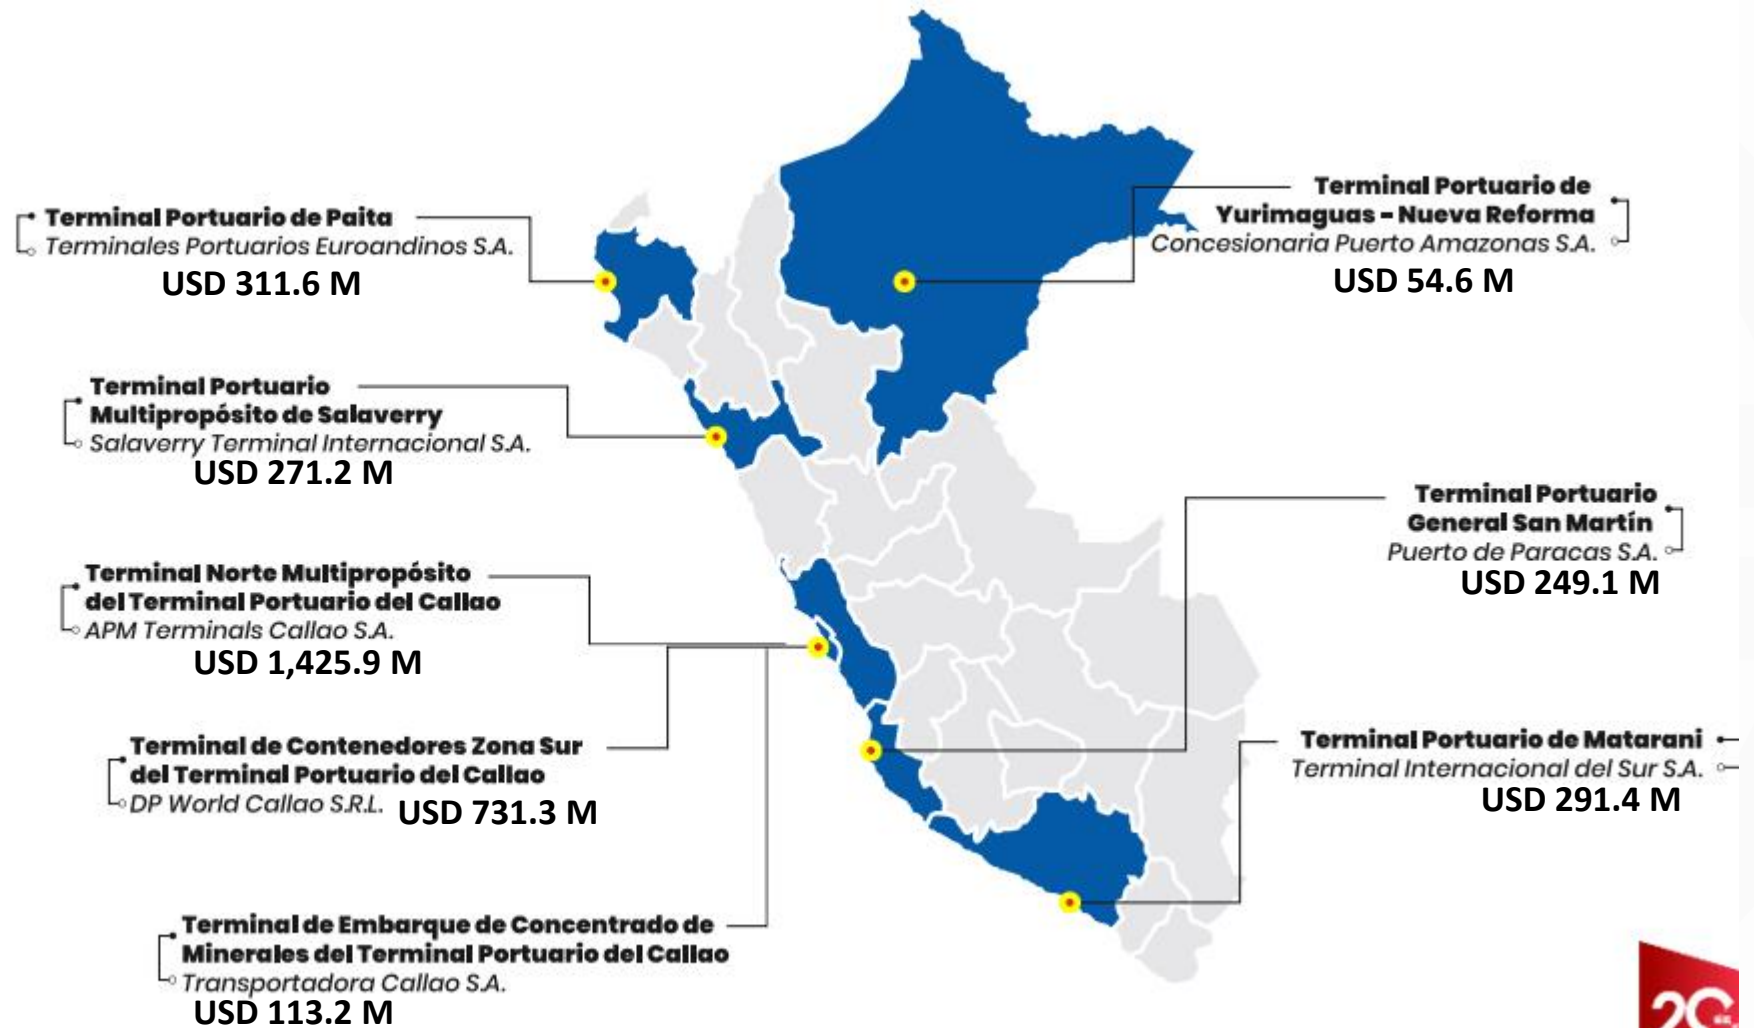 Terminal Portuario de Paita
Terminales Portuarios Euroandinos S.A.
USD 311.6 M
Terminal Portuario
Multipropósito de Salaverry
Salaverry Terminal Internacional S.A.
USD 271.2 M
Terminal Norte Multipropósito
del Terminal Portuario del Callao
APM Terminals Callao S.A.
USD 1,425.9 M
Terminal de Contenedores Zona Sur
del Terminal Portuario del Callao
DP World Callao S.R.L. USD 731.3 M
Terminal de Embarque de Concentrado de
Minerales del Terminal Portuario del Callao
Transportadora Callao S.A.
USD 113.2 M
Terminal Portuario de
Yurimaguas - Nueva Reforma
Concesionaria Puerto Amazonas S.A.
USD 54.6 M
Terminal Portuario
General San Martín
Puerto de Paracas S.A.
USD 249.1 M
Terminal Portuario de Matarani
Terminal Internacional del Sur S.A.
USD 291.4 M